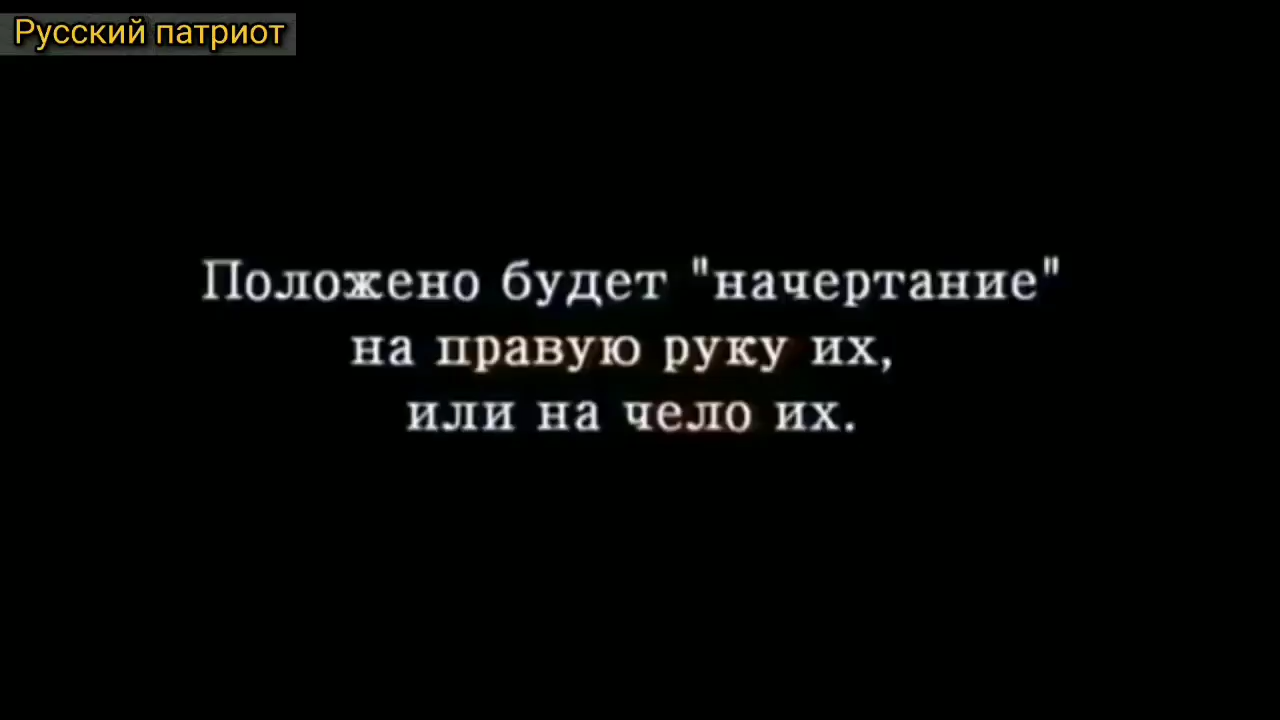 Русский патриот
Положено будет "начертание"
на правую руку их,
или на чело их.